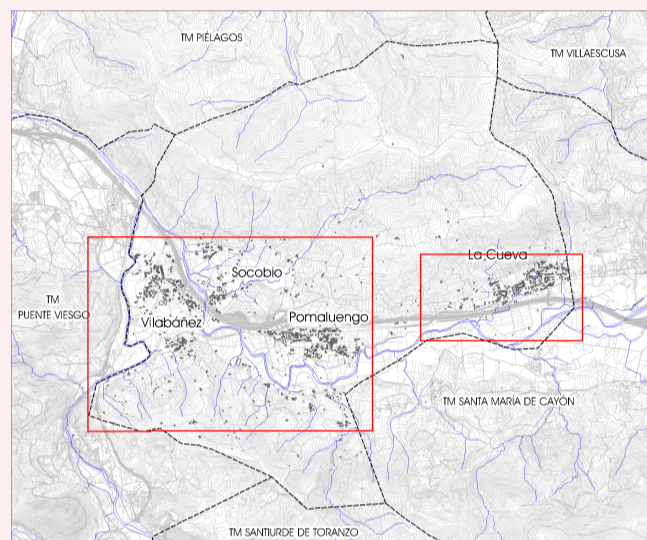 TM PIÉLAGOS
TM VILLAESCUSA
La Cueva
Socobio
TM
PUENTE VIESGO
Vilabáñez
Pomaluengo
TM SANTA MARÍA DE CAYÓN
TM SANTIURDE DE TORANZO